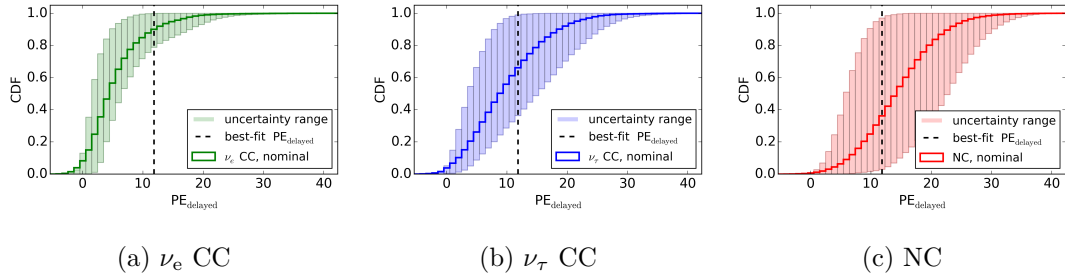 1.0
0.8
0.6
0.4
0.2
0.0
CDF
uncertainty range
best-fit PE_delayed
ν_e CC, nominal
0 10 20 30 40
PE_delayed
(a) ν_e CC
1.0
0.8
0.6
0.4
0.2
0.0
CDF
uncertainty range
best-fit PE_delayed
ν_τ CC, nominal
0 10 20 30 40
PE_delayed
(b) ν_τ CC
1.0
0.8
0.6
0.4
0.2
0.0
CDF
uncertainty range
best-fit PE_delayed
NC, nominal
0 10 20 30 40
PE_delayed
(c) NC